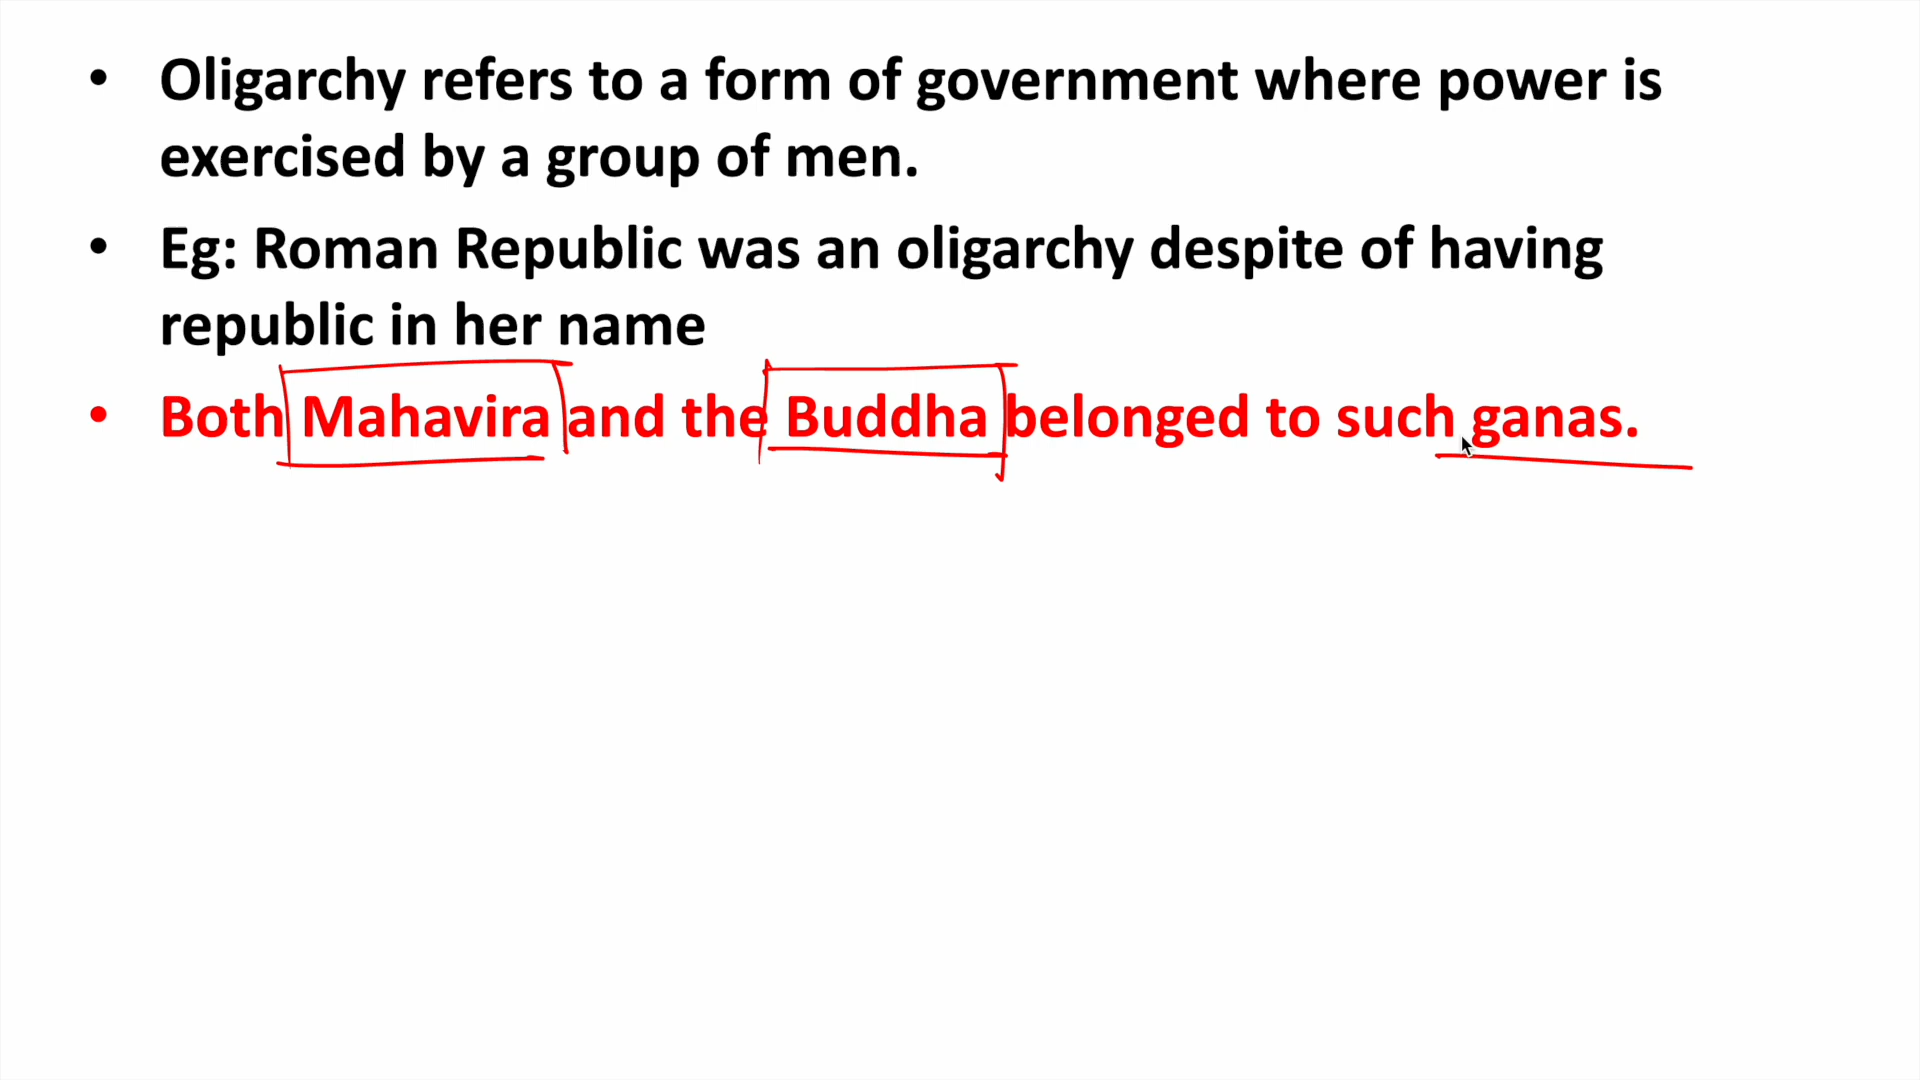 • Oligarchy refers to a form of government where power is
exercised by a group of men.
• Eg: Roman Republic was an oligarchy despite of having
republic in her name
• Both Mahavira and the Buddha belonged to such ganas.